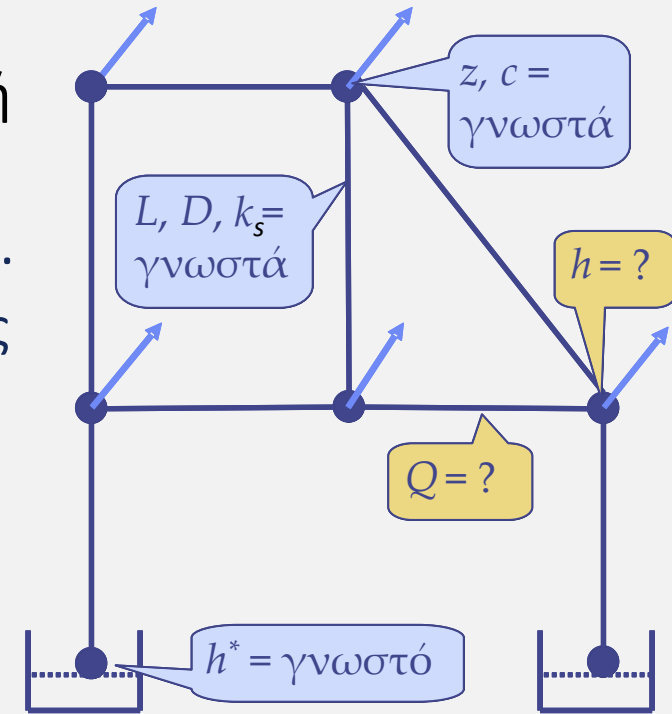 ή
z, c =
γνωστά
L, D, kₛ=
γνωστά
.
ς
h = ?
Q = ?
h* = γνωστό